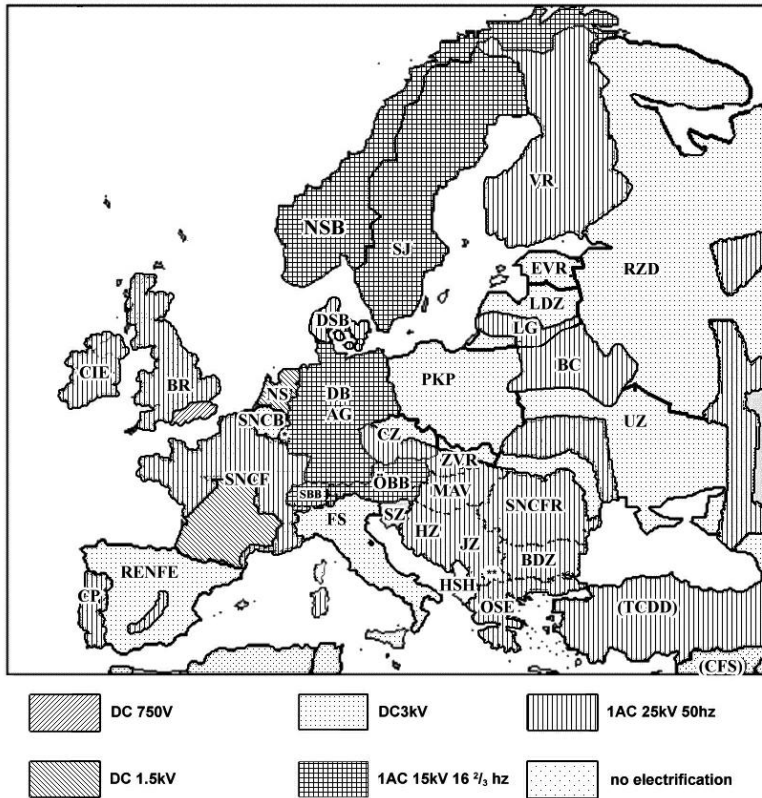 NSB
SJ
VR
EVR
RZD
LDZ
LG
DSB
CIE
BR
NS
DB
AG
PKP
BC
SNCB
UZ
CZ
ZVR
SNCF
SBB
ÖBB
MAV
SNCFR
FS
SZ
HZ
JZ
BDZ
RENFE
CP
HSH
**
OSE
(TCDD)
(CFS)
DC 750V
DC3kV
1AC 25kV 50hz
DC 1.5kV
1AC 15kV 16 2/3 hz
no electrification